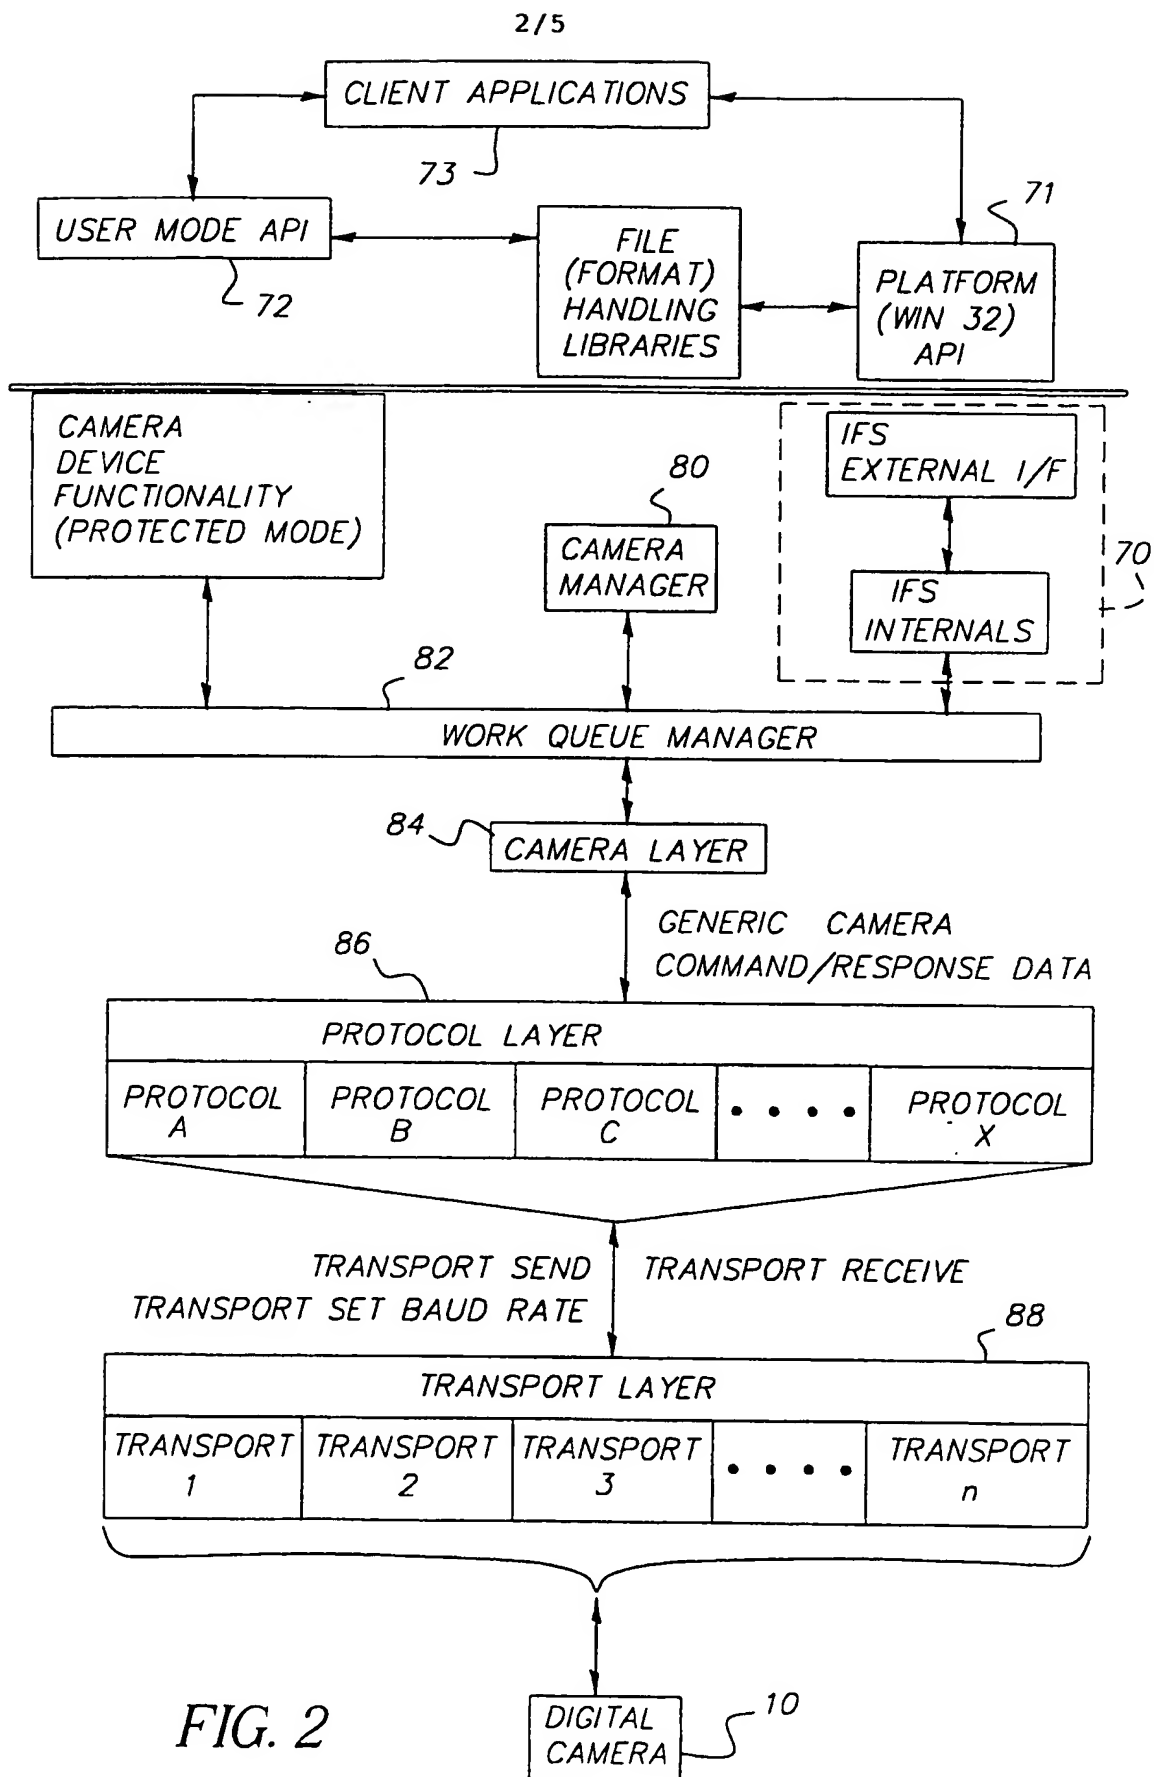 2/5
CLIENT APPLICATIONS
73
71
USER MODE API
72
FILE
(FORMAT)
HANDLING
LIBRARIES
PLATFORM
(WIN 32)
API
CAMERA
DEVICE
FUNCTIONALITY
(PROTECTED MODE)
80
CAMERA
MANAGER
IFS
EXTERNAL I/F
70
IFS
INTERNALS
82
WORK QUEUE MANAGER
84
CAMERA LAYER
GENERIC CAMERA
COMMAND/RESPONSE DATA
86
PROTOCOL LAYER
PROTOCOL
A
PROTOCOL
B
PROTOCOL
C
• • • •
PROTOCOL
X
TRANSPORT SEND
TRANSPORT SET BAUD RATE
TRANSPORT RECEIVE
88
TRANSPORT LAYER
TRANSPORT
1
TRANSPORT
2
TRANSPORT
3
• • • •
TRANSPORT
n
10
DIGITAL
CAMERA
FIG. 2